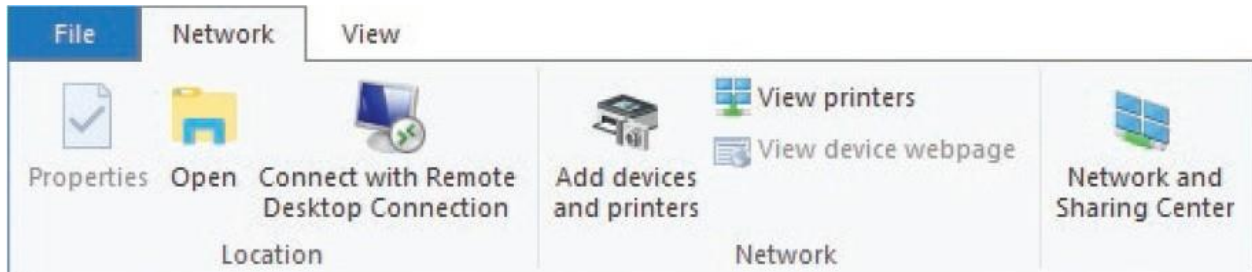 File Network View
Properties
Open
Connect with Remote
Desktop Connection
Location
Add devices
and printers
View printers
View device webpage
Network
Network and
Sharing Center